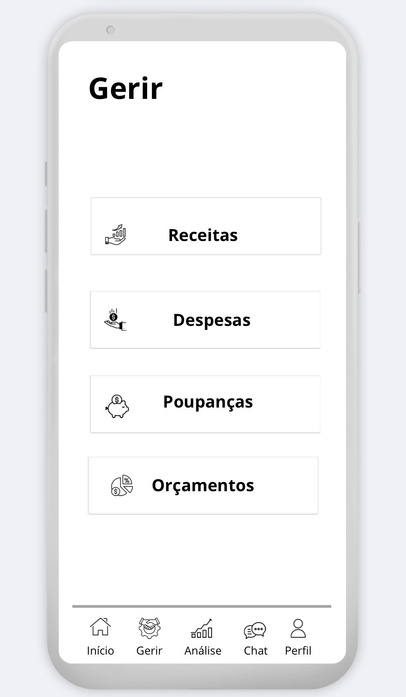 Gerir
Receitas
Despesas
Poupanças
Orçamentos
Início Gerir Análise Chat Perfil